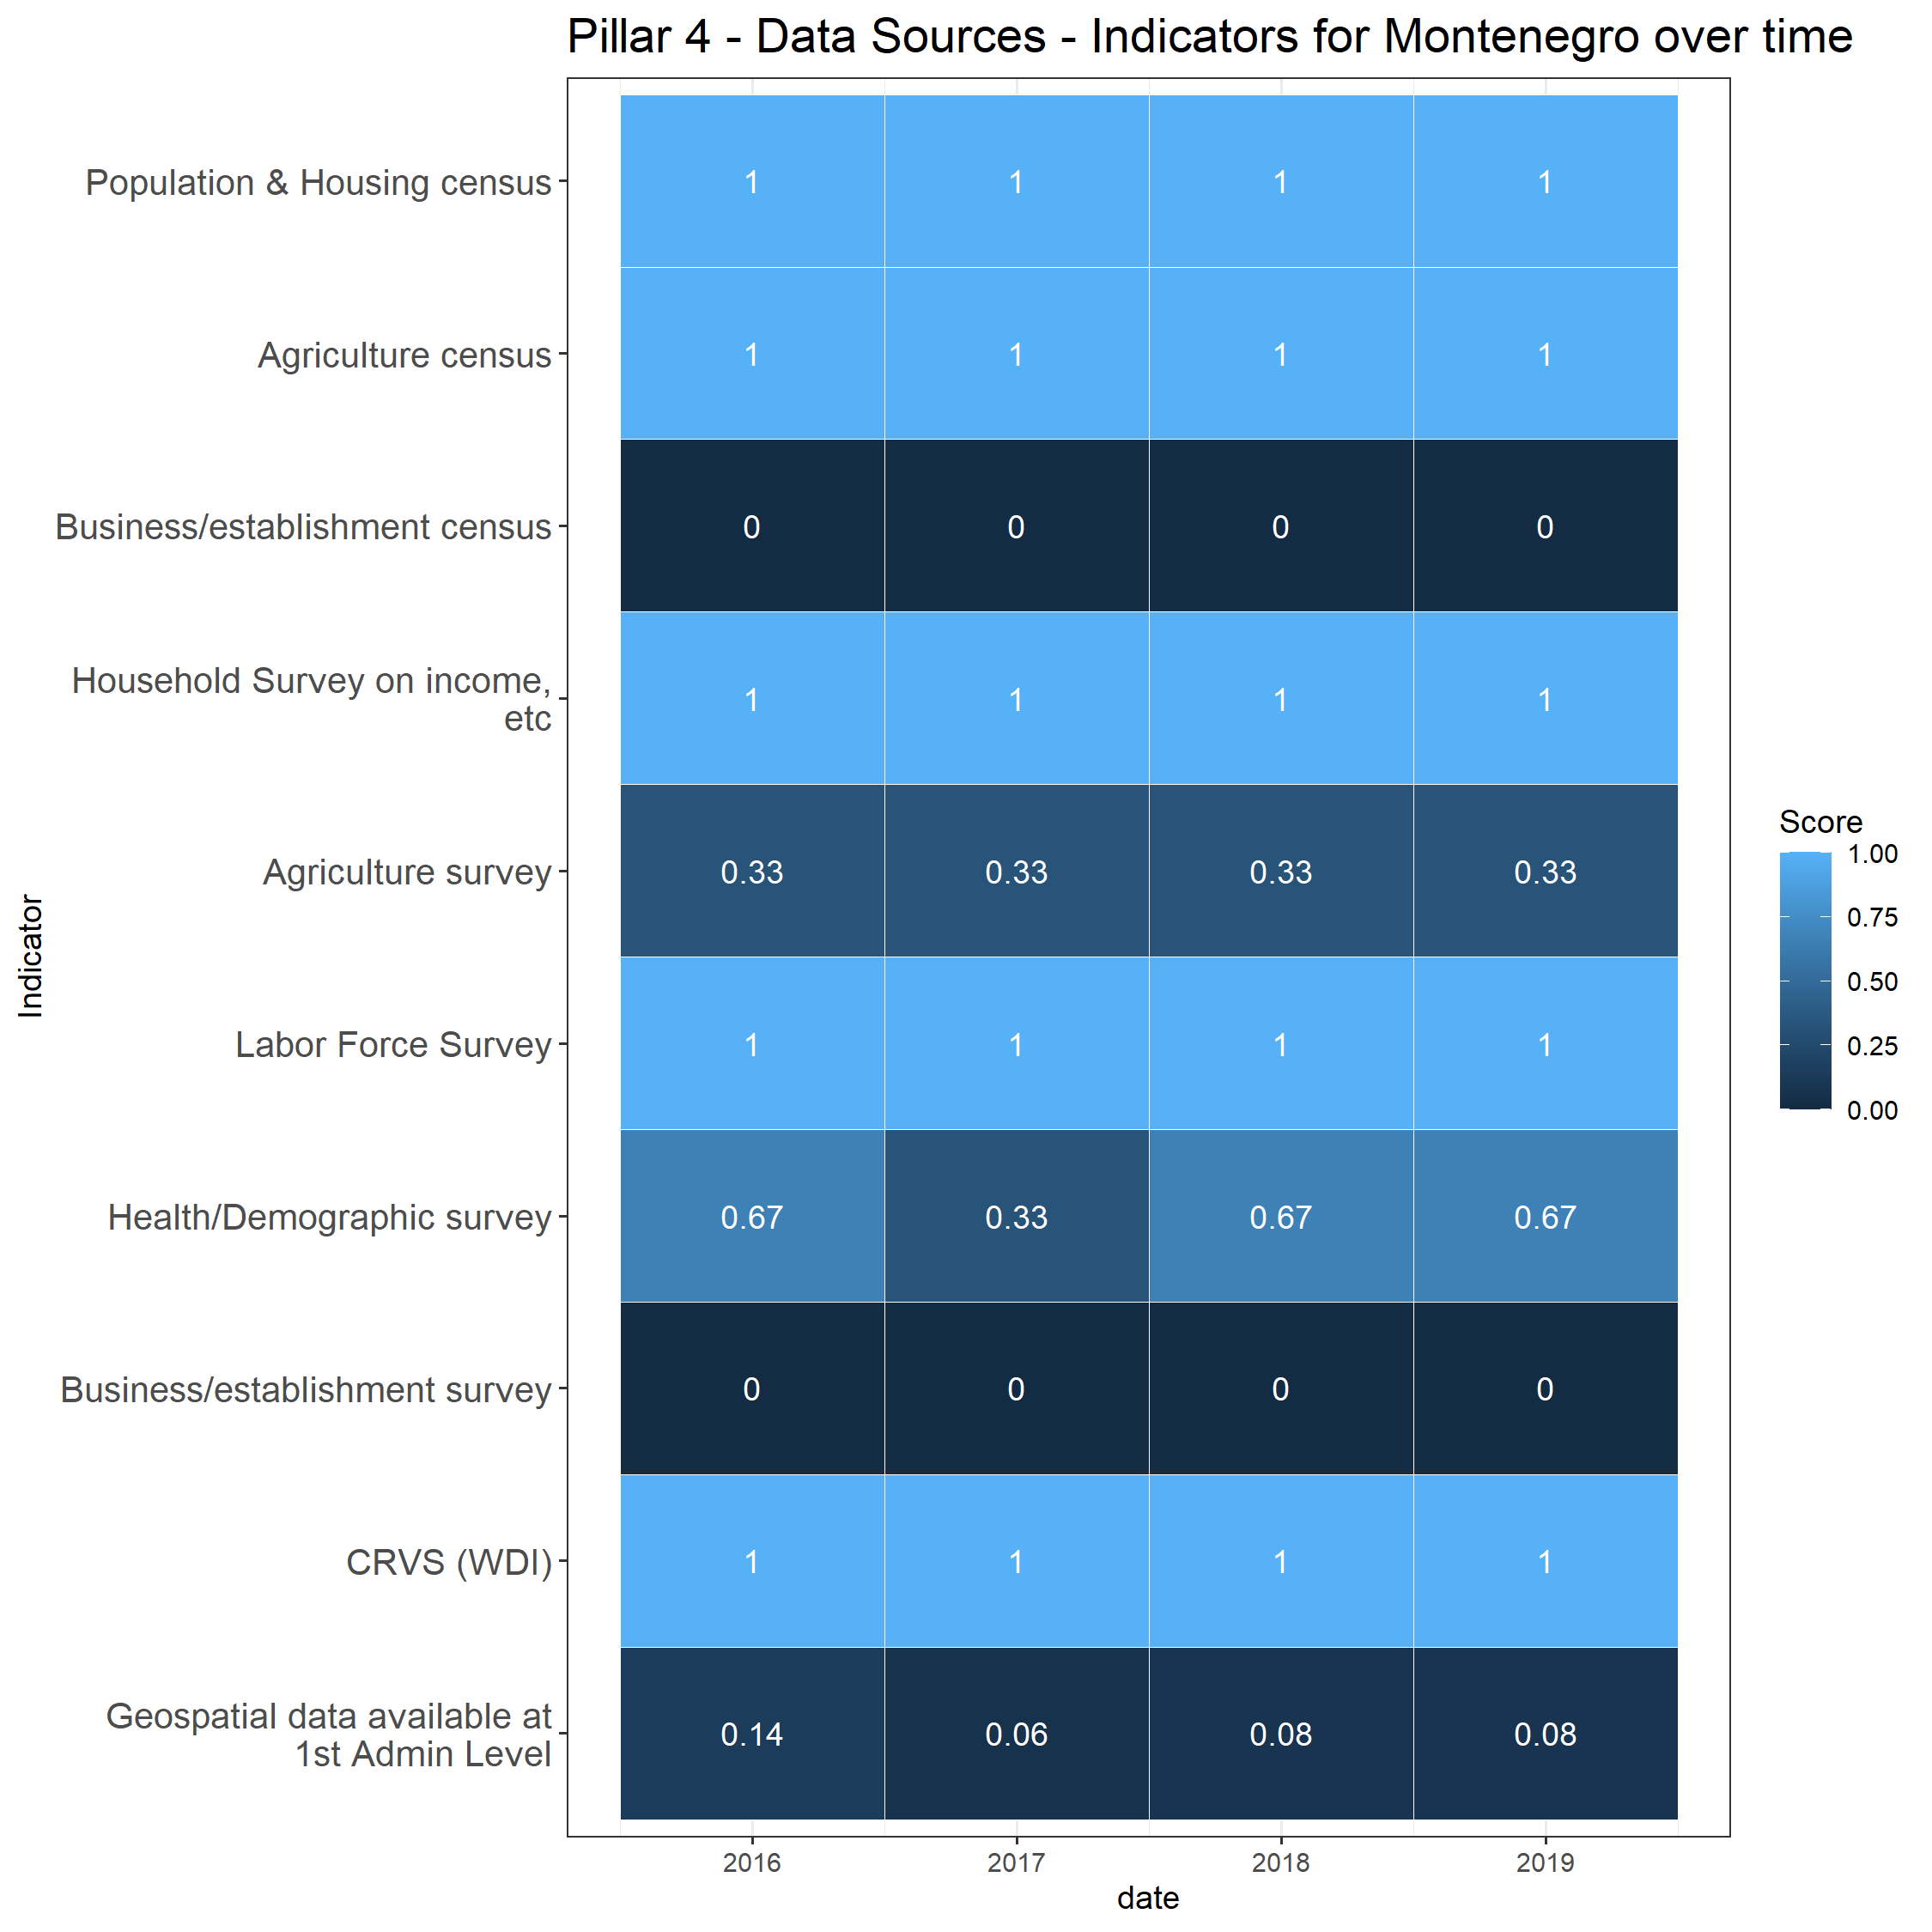 Pillar 4 - Data Sources - Indicators for Montenegro over time
Indicator
Population & Housing census
1 1 1 1
Agriculture census
1 1 1 1
Business/establishment census
0 0 0 0
Household Survey on income,
etc
1 1 1 1
Agriculture survey
0.33 0.33 0.33 0.33
Labor Force Survey
1 1 1 1
Health/Demographic survey
0.67 0.33 0.67 0.67
Business/establishment survey
0 0 0 0
CRVS (WDI)
1 1 1 1
Geospatial data available at
1st Admin Level
0.14 0.06 0.08 0.08
2016 2017 2018 2019
date
Score
1.00
0.75
0.50
0.25
0.00